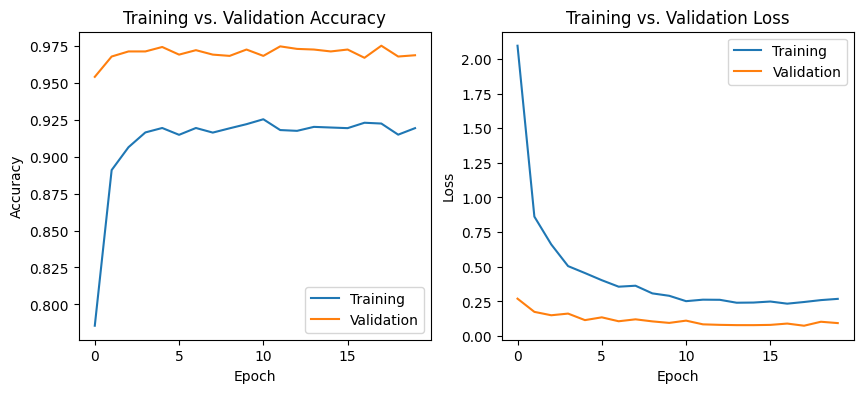 Training vs. Validation Accuracy
0.975
0.950
0.925
0.900
0.875
0.850
0.825
0.800
Accuracy
Training
Validation
0
5
10
15
Epoch
Training vs. Validation Loss
2.00
1.75
1.50
1.25
1.00
0.75
0.50
0.25
0.00
Loss
Training
Validation
0
5
10
15
Epoch